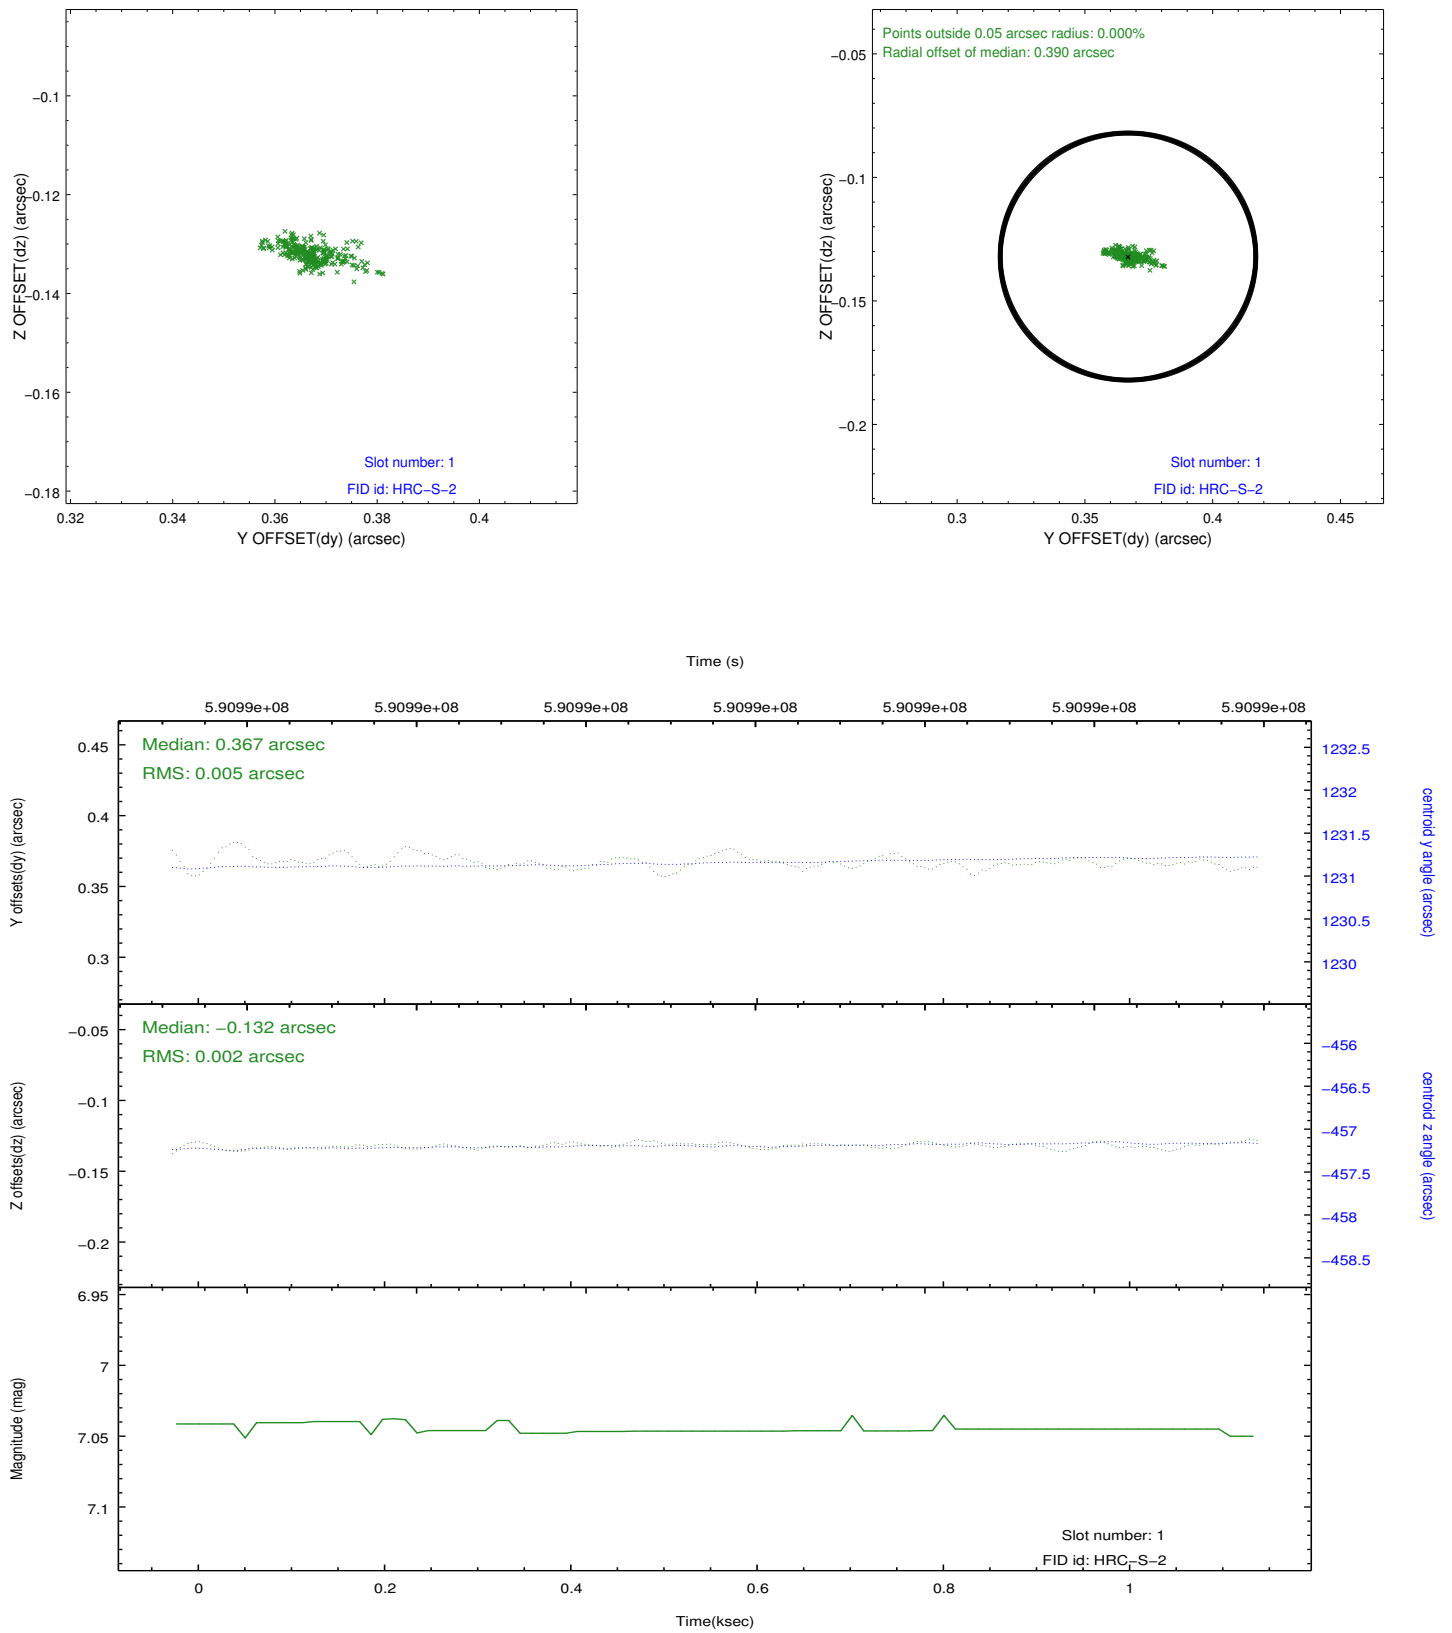 −0.1
−0.12
−0.14
−0.16
−0.18
Z OFFSET(dz) (arcsec)
Slot number: 1
FID id: HRC−S−2
0.32 0.34 0.36 0.38 0.4
Y OFFSET(dy) (arcsec)
Points outside 0.05 arcsec radius: 0.000%
Radial offset of median: 0.390 arcsec
−0.05
−0.1
−0.15
−0.2
Z OFFSET(dz) (arcsec)
Slot number: 1
FID id: HRC−S−2
0.3 0.35 0.4 0.45
Y OFFSET(dy) (arcsec)
Time (s)
5.9099e+08 5.9099e+08 5.9099e+08 5.9099e+08 5.9099e+08 5.9099e+08 5.9099e+08
Median: 0.367 arcsec
RMS: 0.005 arcsec
0.45
0.4
0.35
0.3
Y offsets(dy) (arcsec)
1232.5
1232
1231.5
1231
1230.5
1230
centroid y angle (arcsec)
Median: −0.132 arcsec
RMS: 0.002 arcsec
−0.05
−0.1
−0.15
−0.2
Z offsets(dz) (arcsec)
−456
−456.5
−457
−457.5
−458
−458.5
centroid z angle (arcsec)
6.95
7
7.05
7.1
Magnitude (mag)
Slot number: 1
FID id: HRC−S−2
0 0.2 0.4 0.6 0.8 1
Time(ksec)